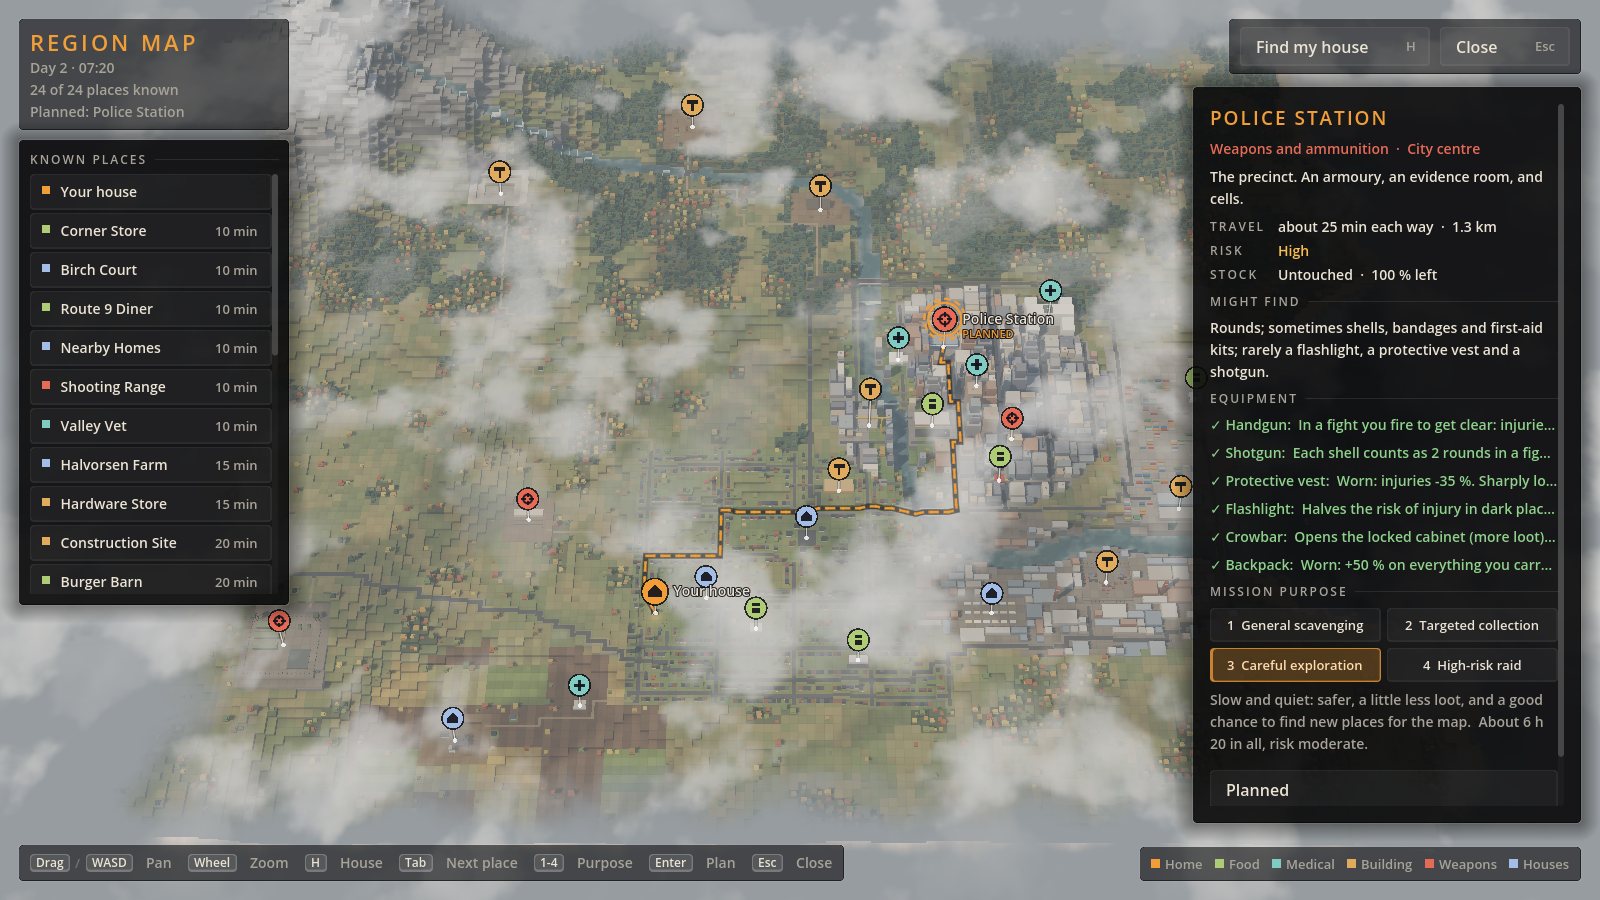 REGION MAP
Day 2 · 07:20
24 of 24 places known
Planned: Police Station
KNOWN PLACES
Your house
Corner Store 10 min
Birch Court 10 min
Route 9 Diner 10 min
Nearby Homes 10 min
Shooting Range 10 min
Valley Vet 10 min
Halvorsen Farm 15 min
Hardware Store 15 min
Construction Site 20 min
Burger Barn 20 min
Police Station
PLANNED
Your house
Find my house H
Close Esc
POLICE STATION
Weapons and ammunition · City centre
The precinct. An armoury, an evidence room, and
cells.
TRAVEL about 25 min each way · 1.3 km
RISK High
STOCK Untouched · 100 % left
MIGHT FIND
Rounds; sometimes shells, bandages and first-aid
kits; rarely a flashlight, a protective vest and a
shotgun.
EQUIPMENT
✓ Handgun: In a fight you fire to get clear: injurie...
✓ Shotgun: Each shell counts as 2 rounds in a fig...
✓ Protective vest: Worn: injuries -35 %. Sharply lo...
✓ Flashlight: Halves the risk of injury in dark plac...
✓ Crowbar: Opens the locked cabinet (more loot)...
✓ Backpack: Worn: +50 % on everything you carr...
MISSION PURPOSE
1 General scavenging
2 Targeted collection
3 Careful exploration
4 High-risk raid
Slow and quiet: safer, a little less loot, and a good
chance to find new places for the map. About 6 h
20 in all, risk moderate.
Planned
Drag / WASD Pan Wheel Zoom H House Tab Next place 1-4 Purpose Enter Plan Esc Close
Home Food Medical Building Weapons Houses